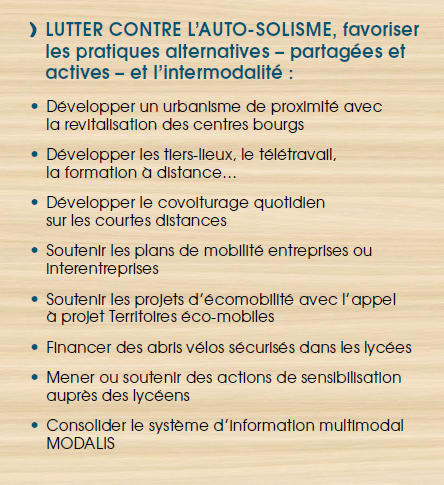 ❫ LUTTER CONTRE L'AUTO-SOLISME, favoriser
les pratiques alternatives – partagées et
actives – et l'intermodalité :
• Développer un urbanisme de proximité avec
la revitalisation des centres bourgs
• Développer les tiers-lieux, le télétravail,
la formation à distance...
• Développer le covoiturage quotidien
sur les courtes distances
• Soutenir les plans de mobilité entreprises ou
interentreprises
• Soutenir les projets d'écomobilité avec l'appel
à projet Territoires éco-mobiles
• Financer des abris vélos sécurisés dans les lycées
• Mener ou soutenir des actions de sensibilisation
auprès des lycéens
• Consolider le système d'information multimodal
MODALIS